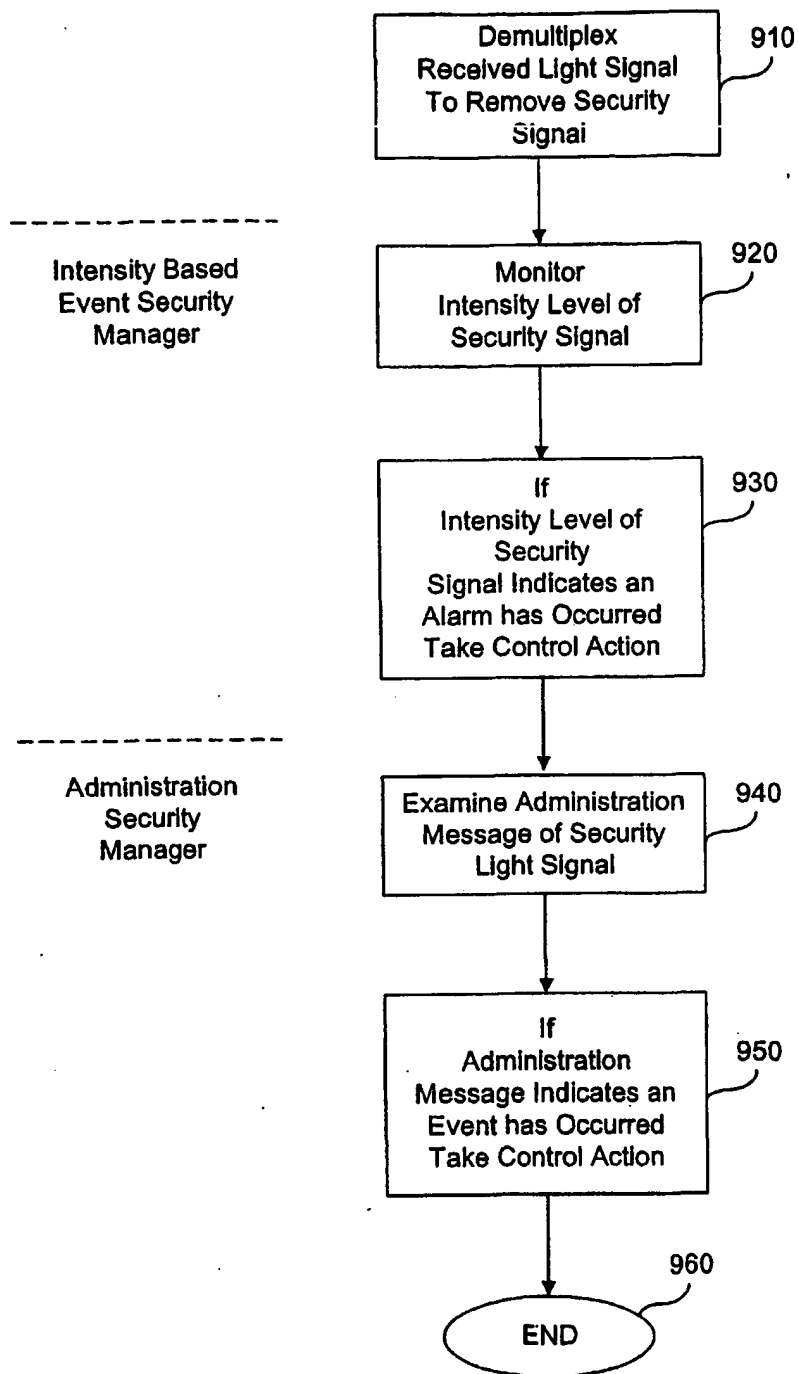 Demultiplex
Received Light Signal
To Remove Security
Signal
910
Intensity Based
Event Security
Manager
Monitor
Intensity Level of
Security Signal
920
If
Intensity Level of
Security
Signal Indicates an
Alarm has Occurred
Take Control Action
930
Administration
Security
Manager
Examine Administration
Message of Security
Light Signal
940
If
Administration
Message Indicates an
Event has Occurred
Take Control Action
950
END
960